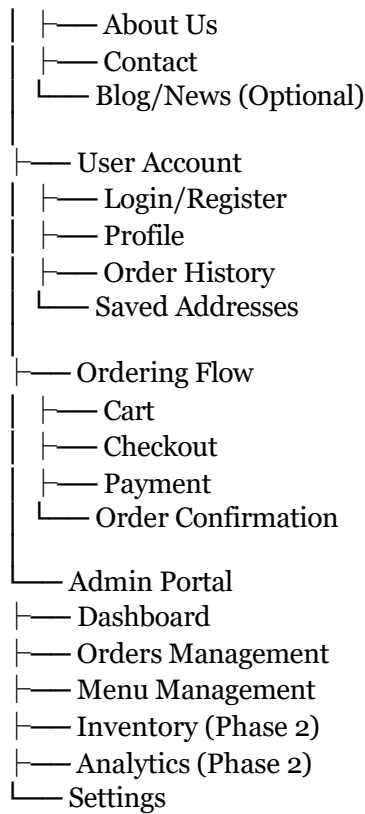 │ ├── About Us
│ ├── Contact
│ └── Blog/News (Optional)
│
├── User Account
│ ├── Login/Register
│ ├── Profile
│ ├── Order History
│ └── Saved Addresses
│
├── Ordering Flow
│ ├── Cart
│ ├── Checkout
│ ├── Payment
│ └── Order Confirmation
│
└── Admin Portal
├── Dashboard
├── Orders Management
├── Menu Management
├── Inventory (Phase 2)
├── Analytics (Phase 2)
└── Settings